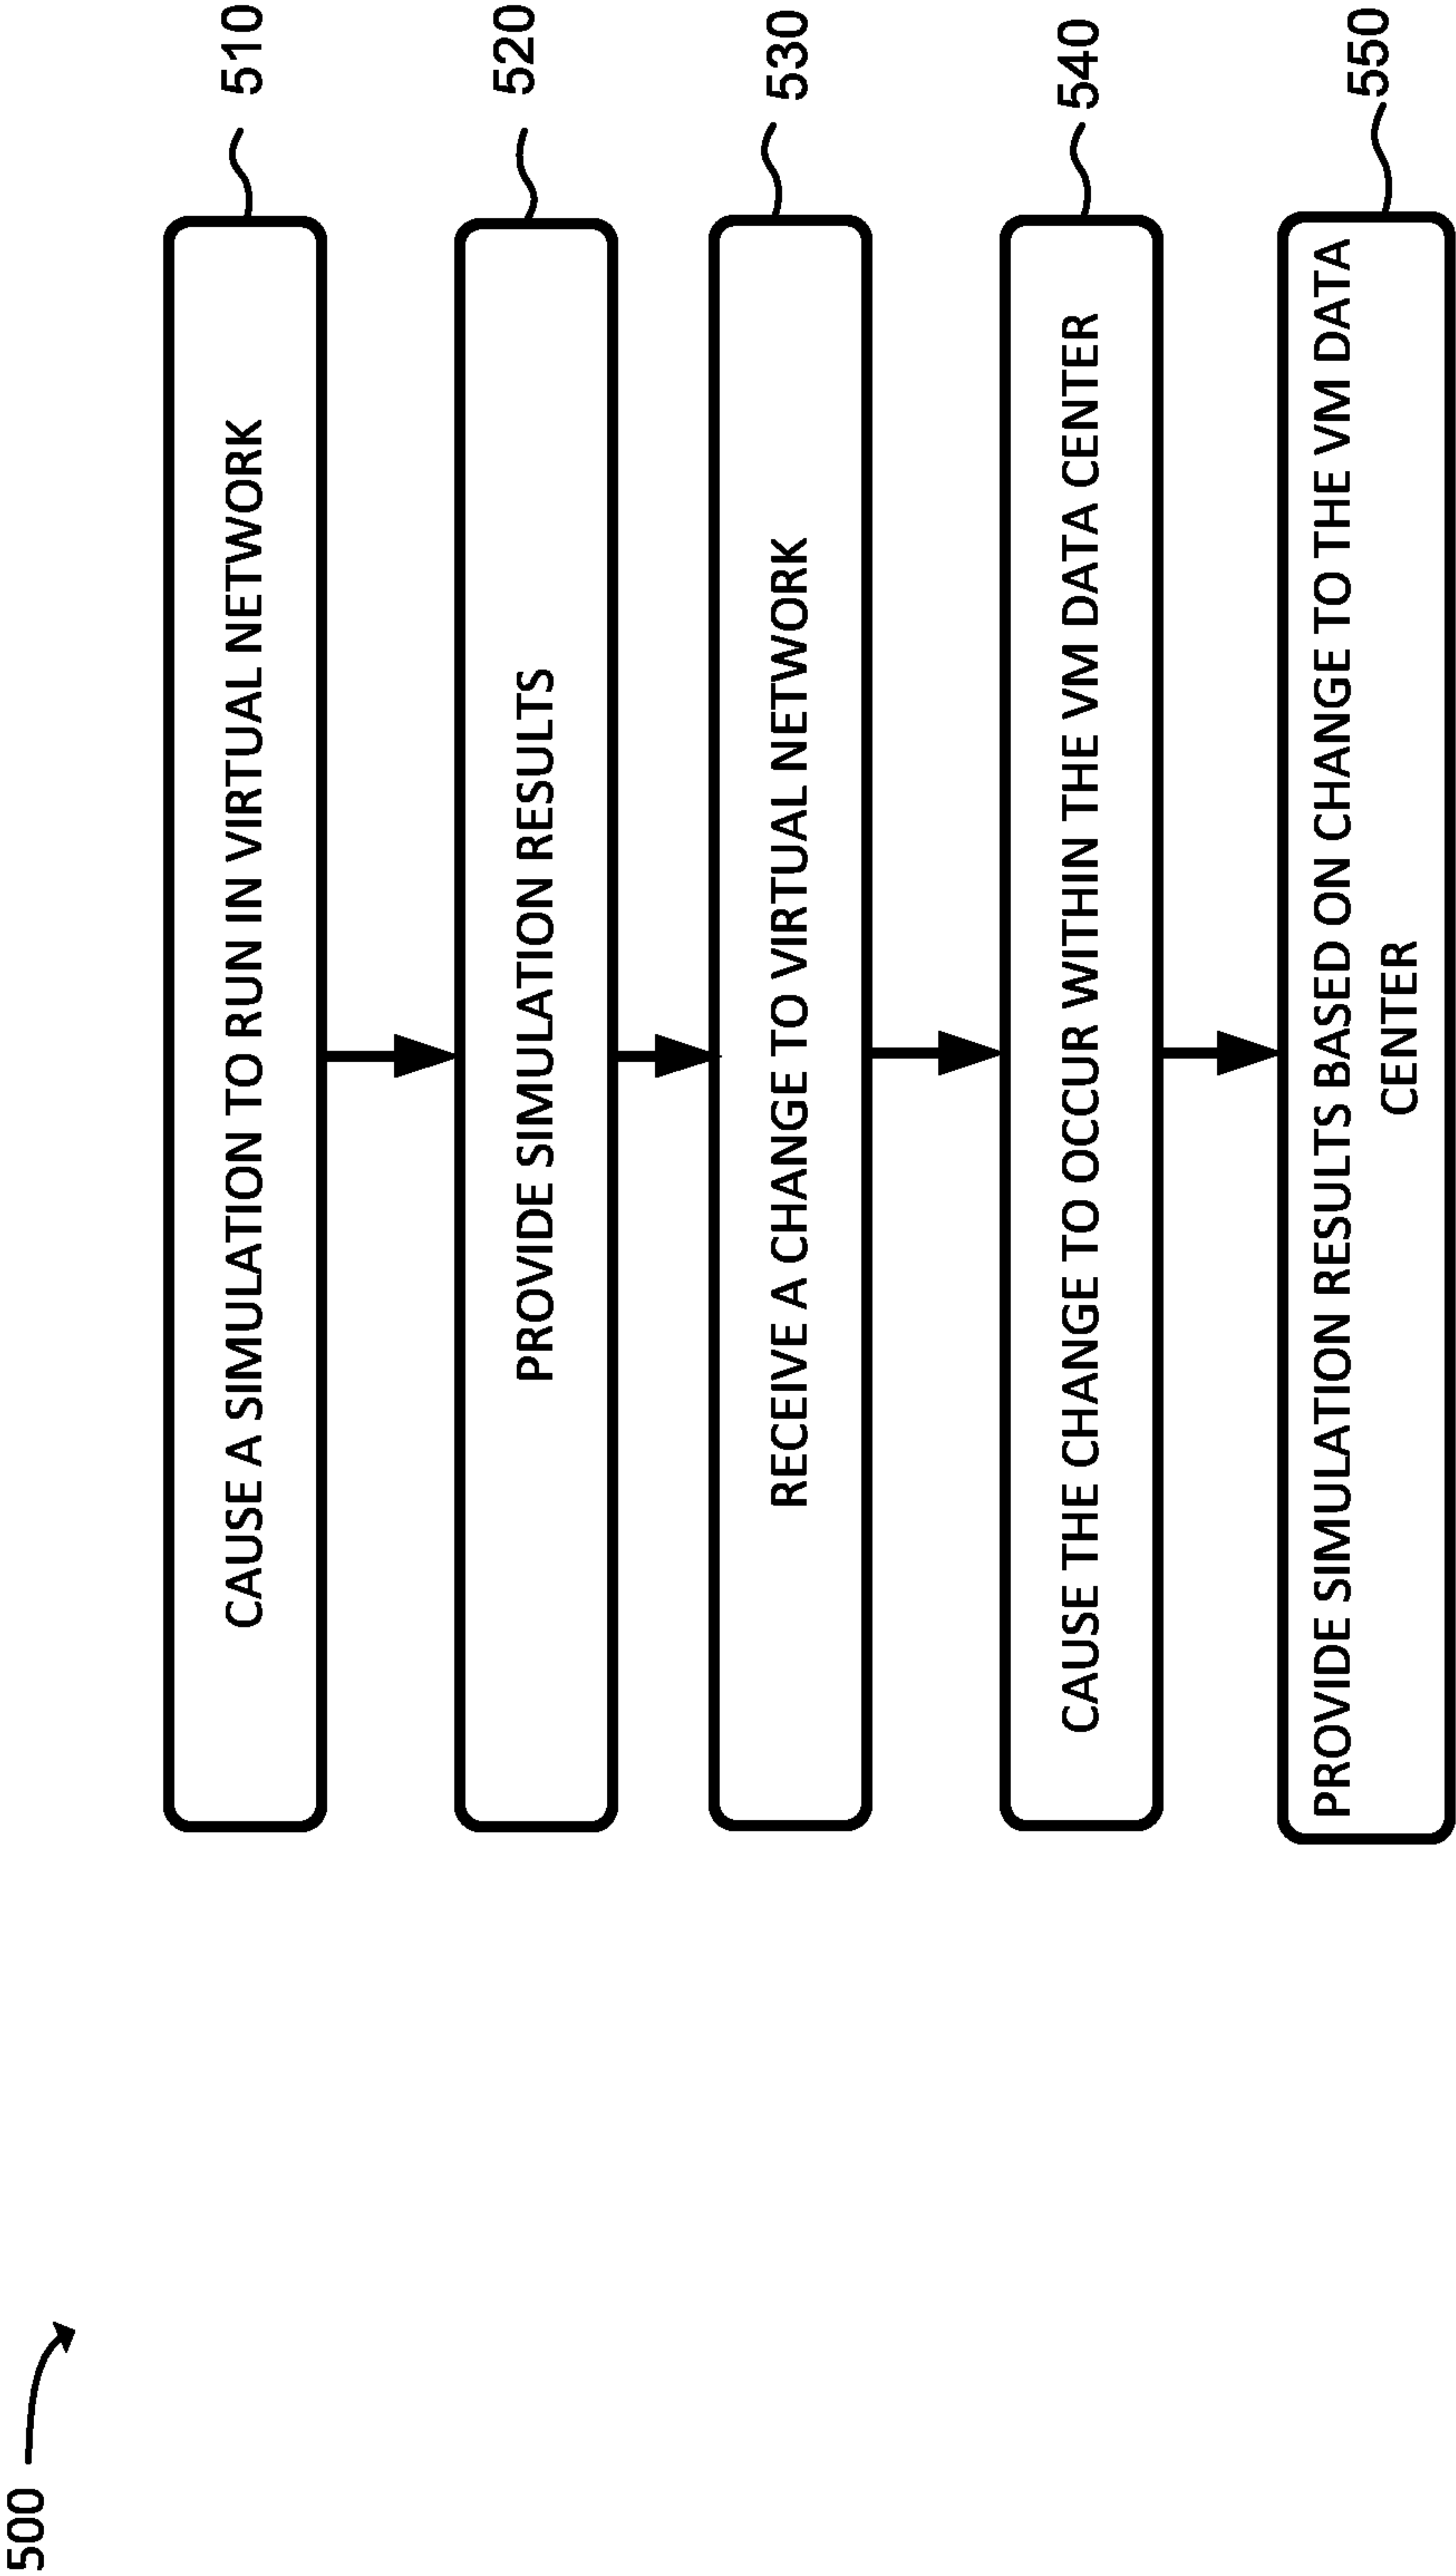 500
CAUSE A SIMULATION TO RUN IN VIRTUAL NETWORK
510
PROVIDE SIMULATION RESULTS
520
RECEIVE A CHANGE TO VIRTUAL NETWORK
530
CAUSE THE CHANGE TO OCCUR WITHIN THE VM DATA CENTER
540
PROVIDE SIMULATION RESULTS BASED ON CHANGE TO THE VM DATA
CENTER
550